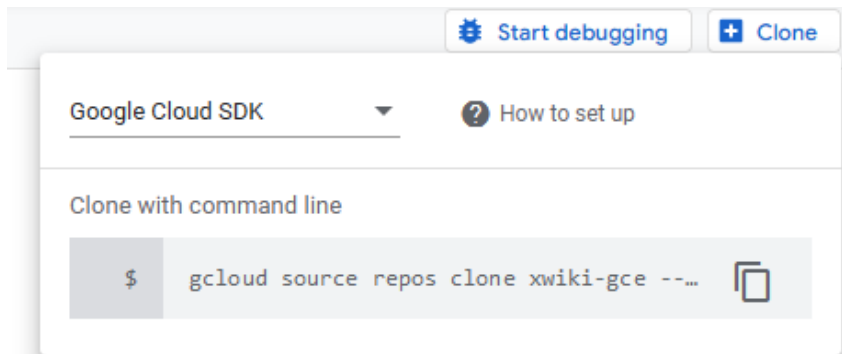 Start debugging
Clone
Google Cloud SDK
How to set up
Clone with command line
$ gcloud source repos clone xwiki-gce --…